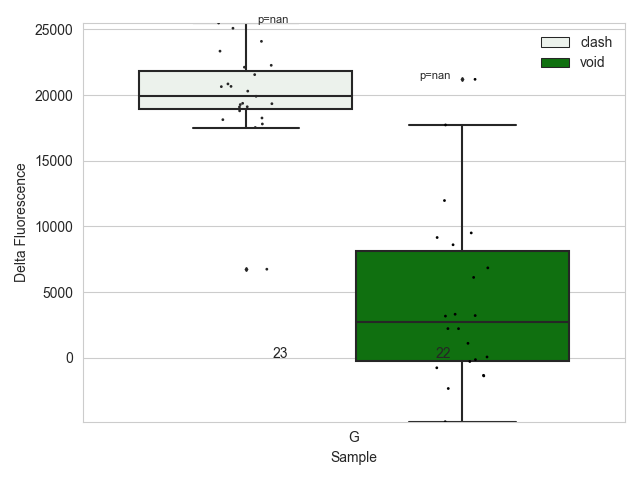 p=nan
25000
clash
void
p=nan
20000
15000
10000
5000
0
23
22
Delta Fluorescence
G
Sample